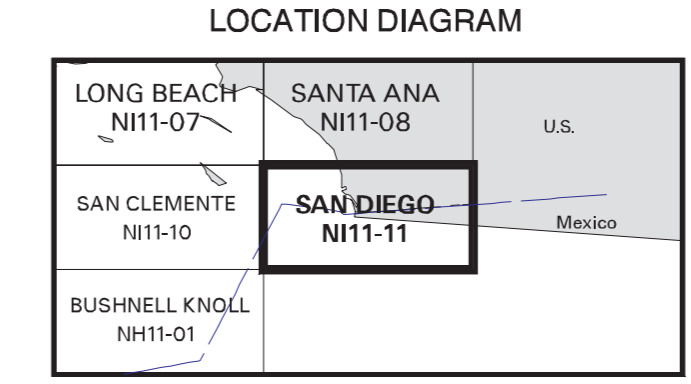 LOCATION DIAGRAM
LONG BEACH
NI11-07
SANTA ANA
NI11-08
U.S.
SAN CLEMENTE
NI11-10
SAN DIEGO
NI11-11
Mexico
BUSHNELL KNOLL
NH11-01